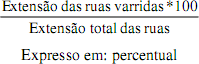 Extensão das ruas varridas *100
Extensão total das ruas
Expresso em: percentual